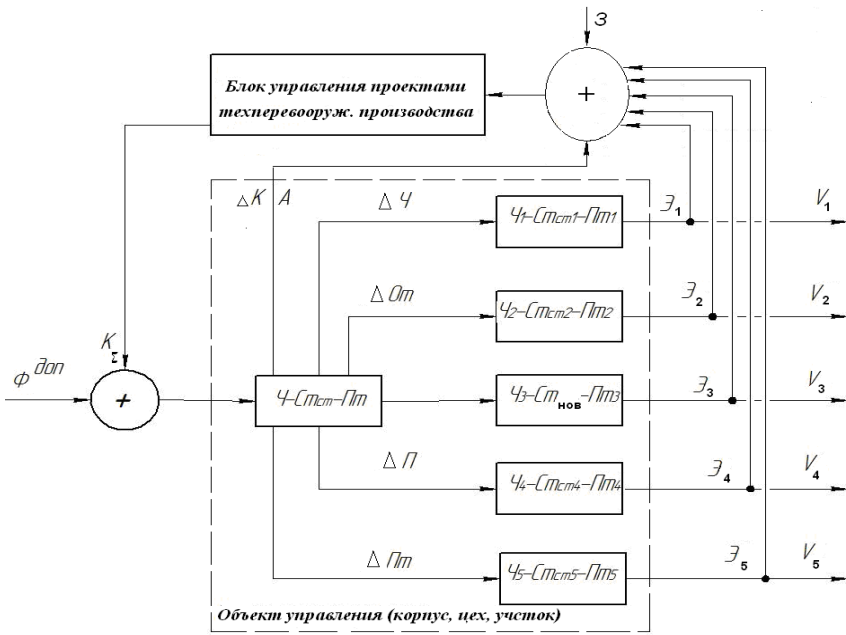 З
Блок управления проектами
техперевооруж. производства
+
ΔК А
Δ Ч
Ч1-Стст1-Пт1
Э1
V1
Δ От
Ч2-Стст2-Пт2
Э2
V2
КΣ
Ф доп
+
Ч-Стст-Пт
Ч3-Стнов-Пт3
Э3
V3
Δ П
Ч4-Стст4-Пт4
Э4
V4
Δ Пт
Ч5-Стст5-Пт5
Э5
V5
Объект управления (корпус, цех, учсток)